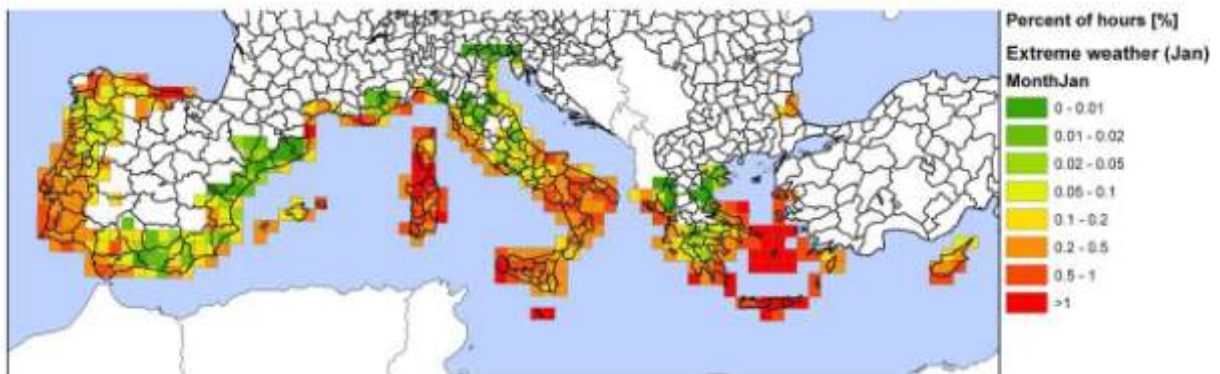 Percent of hours [%]
Extreme weather (Jan)
MonthJan
0 - 0.01
0.01 - 0.02
0.02 - 0.05
0.05 - 0.1
0.1 - 0.2
0.2 - 0.5
0.5 - 1
>1